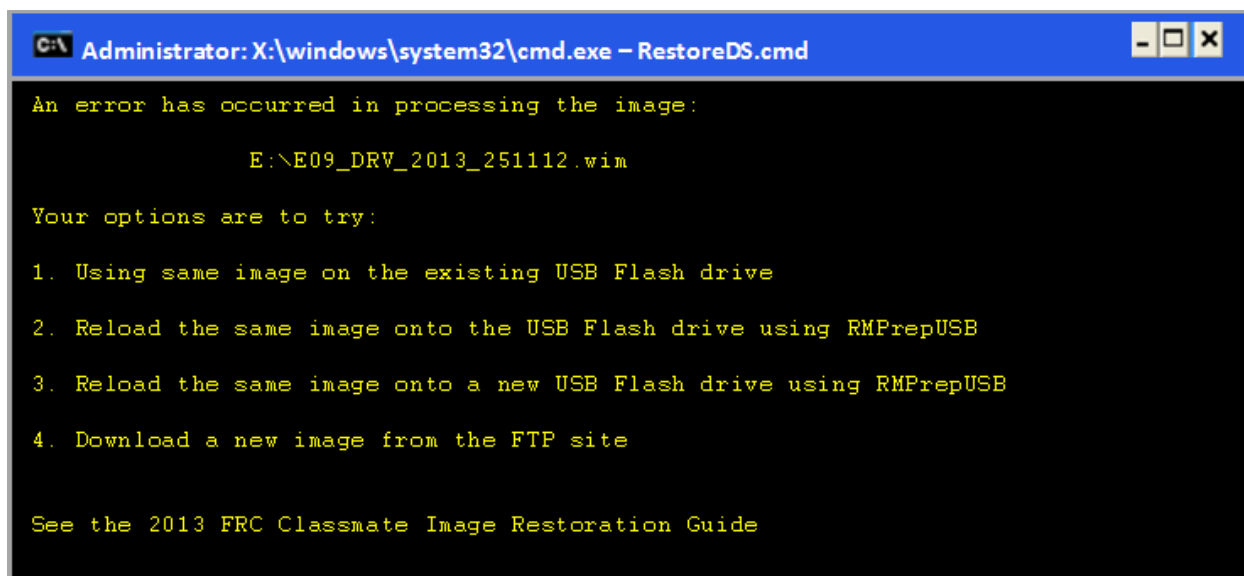 C:\ Administrator: X:\windows\system32\cmd.exe – RestoreDS.cmd
An error has occurred in processing the image:
E:\E09_DRV_2013_251112.wim
Your options are to try:
1. Using same image on the existing USB Flash drive
2. Reload the same image onto the USB Flash drive using RMPrepUSB
3. Reload the same image onto a new USB Flash drive using RMPrepUSB
4. Download a new image from the FTP site
See the 2013 FRC Classmate Image Restoration Guide